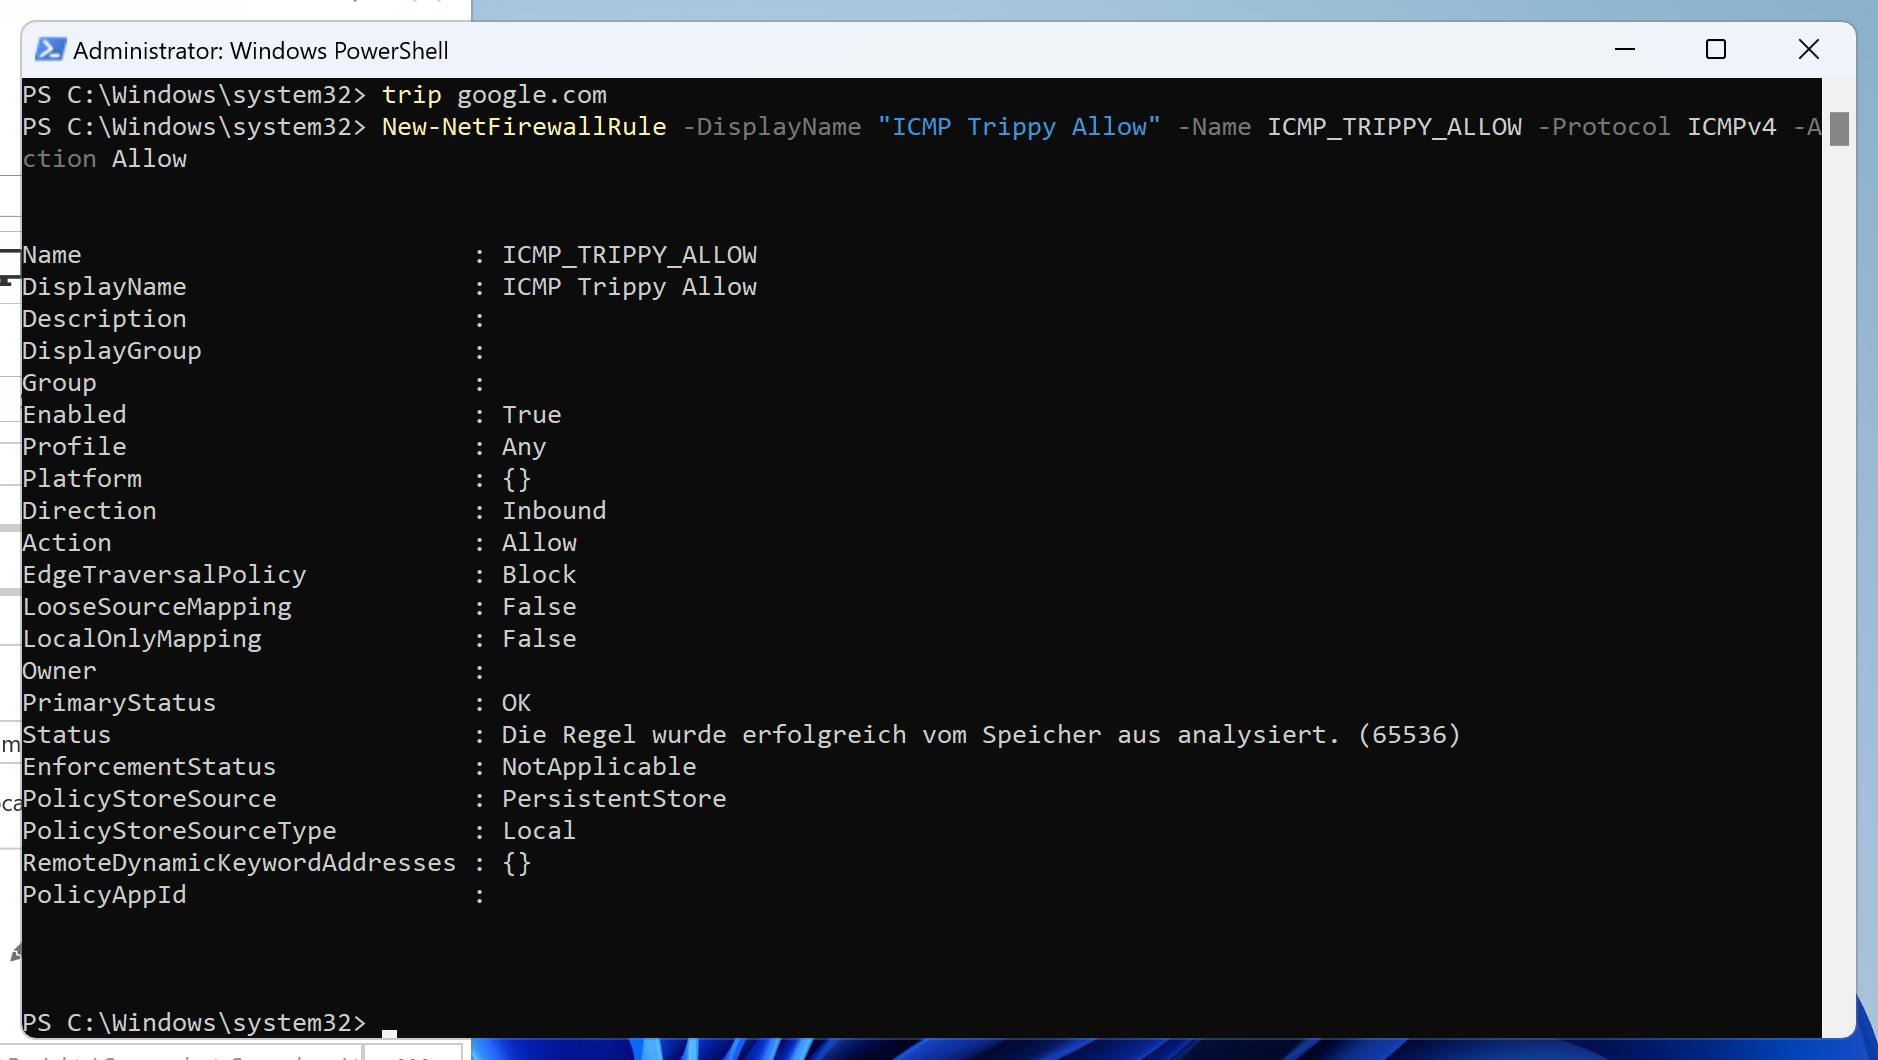 Administrator: Windows PowerShell
PS C:\Windows\system32> trip google.com
PS C:\Windows\system32> New-NetFirewallRule -DisplayName "ICMP Trippy Allow" -Name ICMP_TRIPPY_ALLOW -Protocol ICMPv4 -A
ction Allow
Name : ICMP_TRIPPY_ALLOW
DisplayName : ICMP Trippy Allow
Description :
DisplayGroup :
Group :
Enabled : True
Profile : Any
Platform : {}
Direction : Inbound
Action : Allow
EdgeTraversalPolicy : Block
LooseSourceMapping : False
LocalOnlyMapping : False
Owner :
PrimaryStatus : OK
Status : Die Regel wurde erfolgreich vom Speicher aus analysiert. (65536)
EnforcementStatus : NotApplicable
PolicyStoreSource : PersistentStore
PolicyStoreSourceType : Local
RemoteDynamicKeywordAddresses : {}
PolicyAppId :
PS C:\Windows\system32>